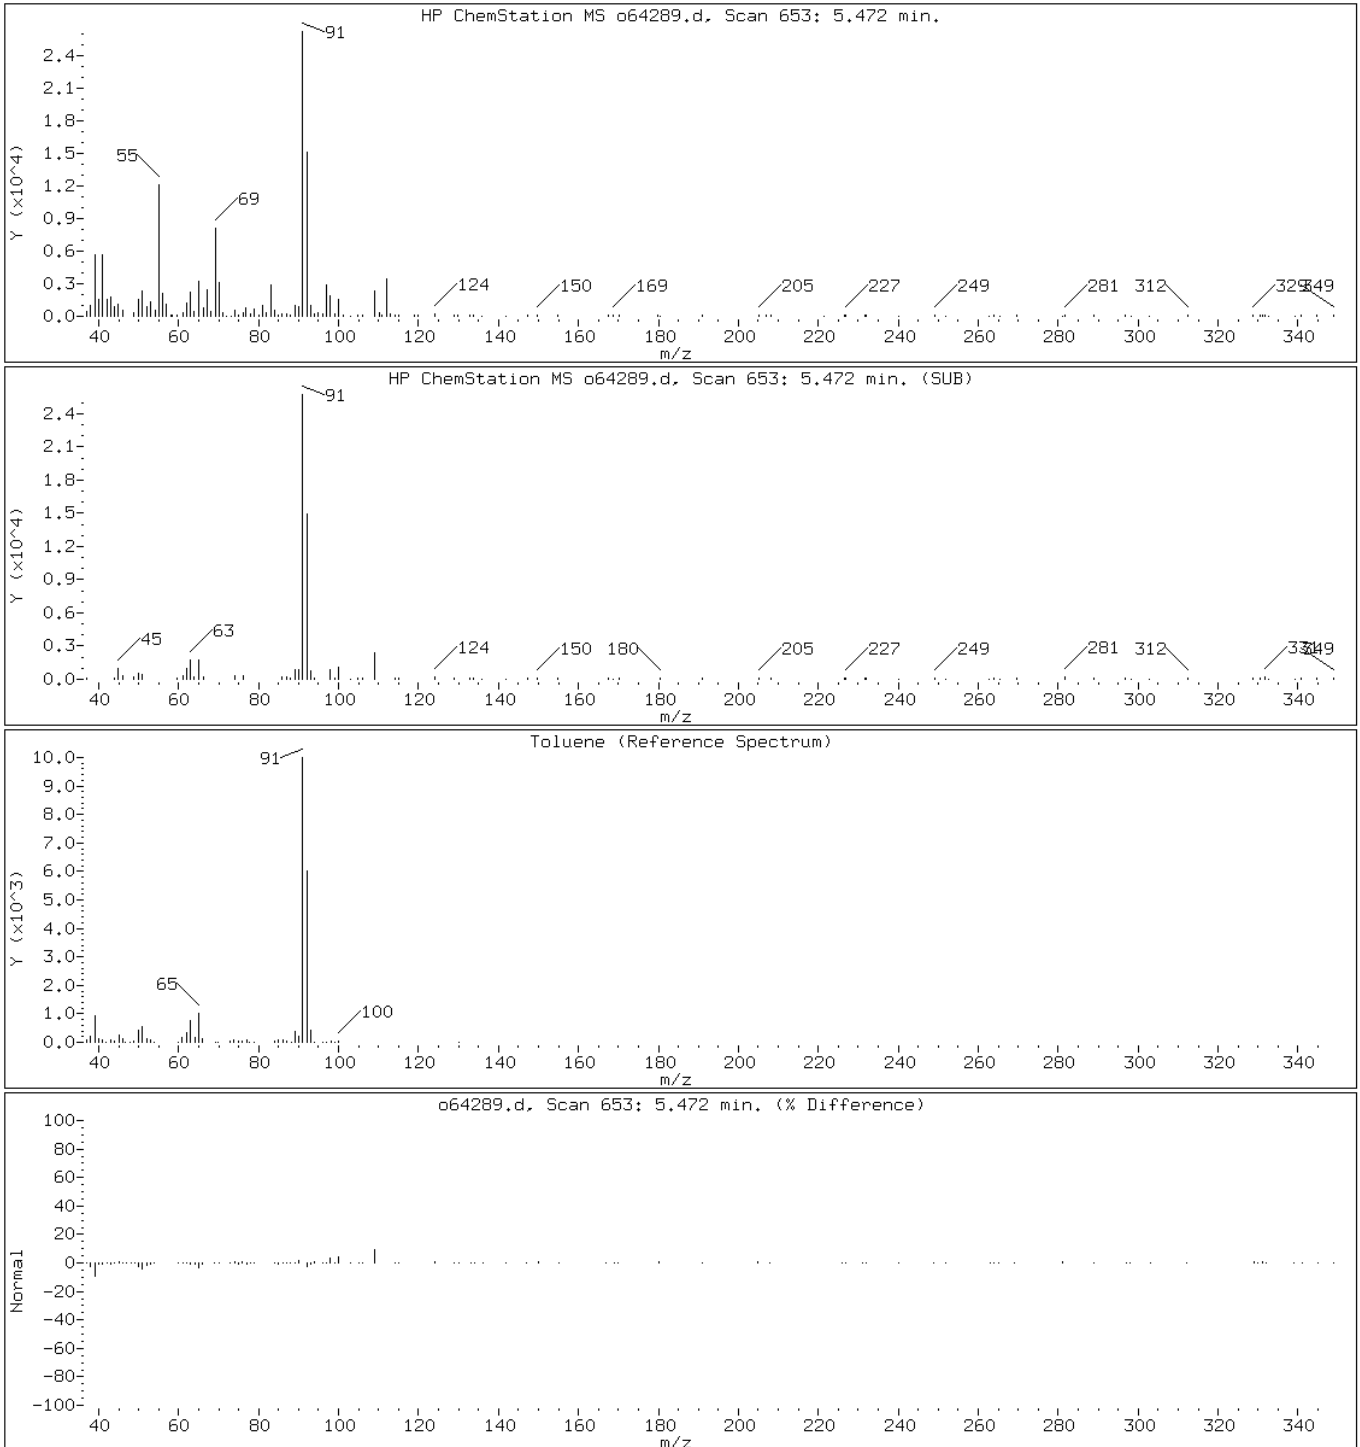 HP ChemStation MS o64289.d, Scan 653: 5.472 min.
91
2.4
2.1
1.8
55
1.5
1.2
69
0.9
0.6
0.3
124 150 169 205 227 249 281 312 329 349
0.0
Y (x10^4)
40 60 80 100 120 140 160 180 200 220 240 260 280 300 320 340
m/z
HP ChemStation MS o64289.d, Scan 653: 5.472 min. (SUB)
91
2.4
2.1
1.8
1.5
1.2
0.9
0.6
45 63
0.3
124 150 180 205 227 249 281 312 331 349
0.0
Y (x10^4)
40 60 80 100 120 140 160 180 200 220 240 260 280 300 320 340
m/z
Toluene (Reference Spectrum)
91
10.0
9.0
8.0
7.0
6.0
5.0
4.0
3.0
65
2.0
100
1.0
0.0
Y (x10^3)
40 60 80 100 120 140 160 180 200 220 240 260 280 300 320 340
m/z
o64289.d, Scan 653: 5.472 min. (% Difference)
100
80
60
40
20
0
-20
-40
-60
-80
-100
Normal
40 60 80 100 120 140 160 180 200 220 240 260 280 300 320 340
m/z